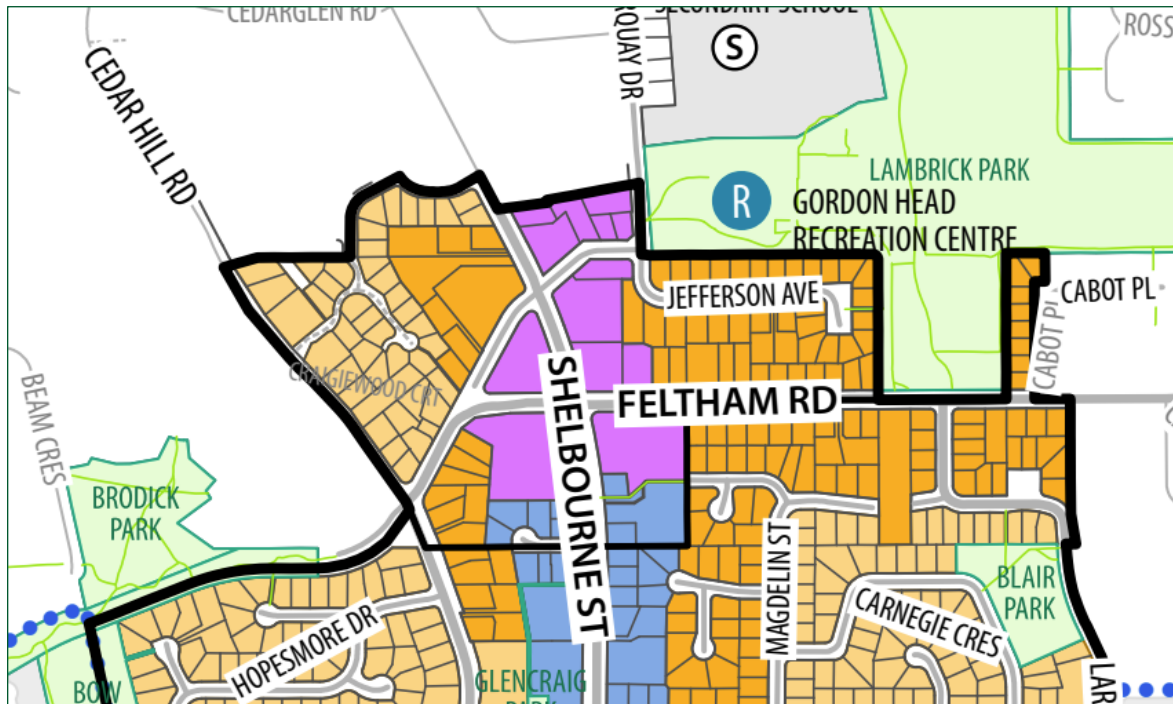 CEDARGLEN RD
SECONDARY SCHOOL
ROSS
QUAY DR
S
CEDAR HILL RD
LAMBRICK PARK
R
GORDON HEAD
RECREATION CENTRE
JEFFERSON AVE
CABOT PL
CABOT PL
CRAIGIEWOOD CRT
SHELBOURNE ST
FELTHAM RD
BEAM CRES
BRODICK
PARK
MAGDELIN ST
BLAIR
PARK
CARNEGIE CRES
HOPESMORE DR
BOW
GLENCRAIG
PARK
LAR